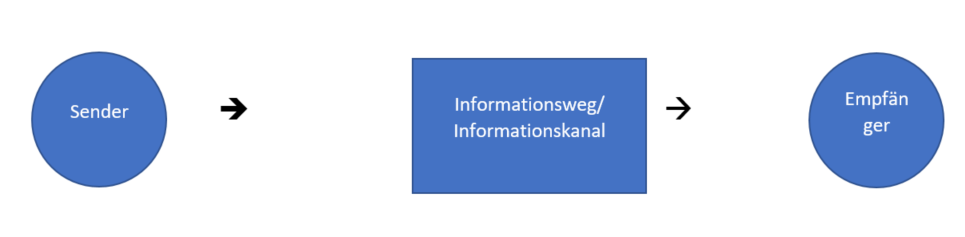 Sender
Informationsweg/
Informationskanal
Empfän
ger